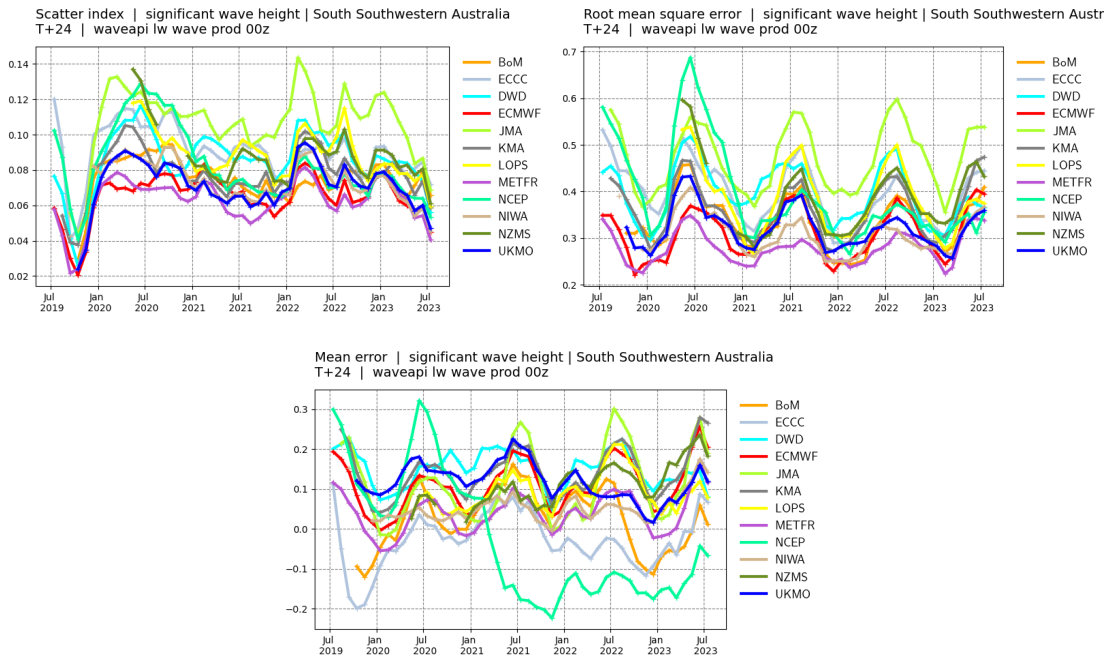 Scatter index | significant wave height | South Southwestern Australia
T+24 | waveapi lw wave prod 00z
0.14
0.12
0.10
0.08
0.06
0.04
0.02
Jul
2019
Jan
2020
Jul
2020
Jan
2021
Jul
2021
Jan
2022
Jul
2022
Jan
2023
Jul
2023
BoM
ECCC
DWD
ECMWF
JMA
KMA
LOPS
METFR
NCEP
NIWA
NZMS
UKMO
Root mean square error | significant wave height | South Southwestern Austr
T+24 | waveapi lw wave prod 00z
0.7
0.6
0.5
0.4
0.3
0.2
Jul
2019
Jan
2020
Jul
2020
Jan
2021
Jul
2021
Jan
2022
Jul
2022
Jan
2023
Jul
2023
BoM
ECCC
DWD
ECMWF
JMA
KMA
LOPS
METFR
NCEP
NIWA
NZMS
UKMO
Mean error | significant wave height | South Southwestern Australia
T+24 | waveapi lw wave prod 00z
0.3
0.2
0.1
0.0
−0.1
−0.2
Jul
2019
Jan
2020
Jul
2020
Jan
2021
Jul
2021
Jan
2022
Jul
2022
Jan
2023
Jul
2023
BoM
ECCC
DWD
ECMWF
JMA
KMA
LOPS
METFR
NCEP
NIWA
NZMS
UKMO